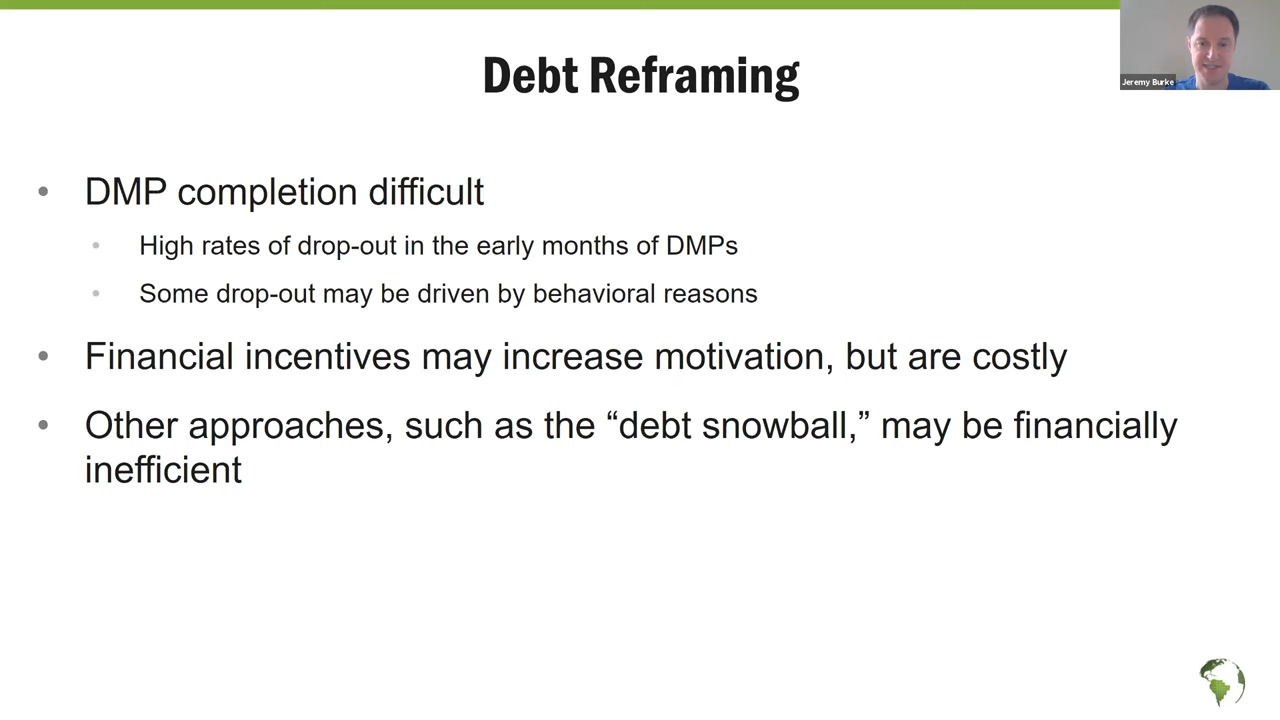 Jeremy Burke
Debt Reframing
• DMP completion difficult
• High rates of drop-out in the early months of DMPs
• Some drop-out may be driven by behavioral reasons
• Financial incentives may increase motivation, but are costly
• Other approaches, such as the “debt snowball,” may be financially
inefficient